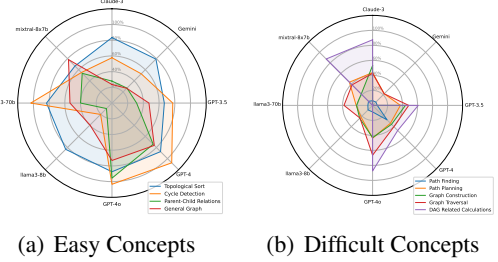 Claude-3
Gemini
GPT-3.5
GPT-4
GPT-4o
llama3-8b
3-70b
mixtral-8x7b
100%
Topological Sort
Cycle Detection
Parent-Child Relations
General Graph
(a) Easy Concepts
Claude-3
Gemini
GPT-3.5
GPT-4
GPT-4o
llama3-8b
llama3-70b
mixtral-8x7b
100%
Path finding
Path Planning
Graph Construction
Graph Traversal
DAG Related Calculations
(b) Difficult Concepts